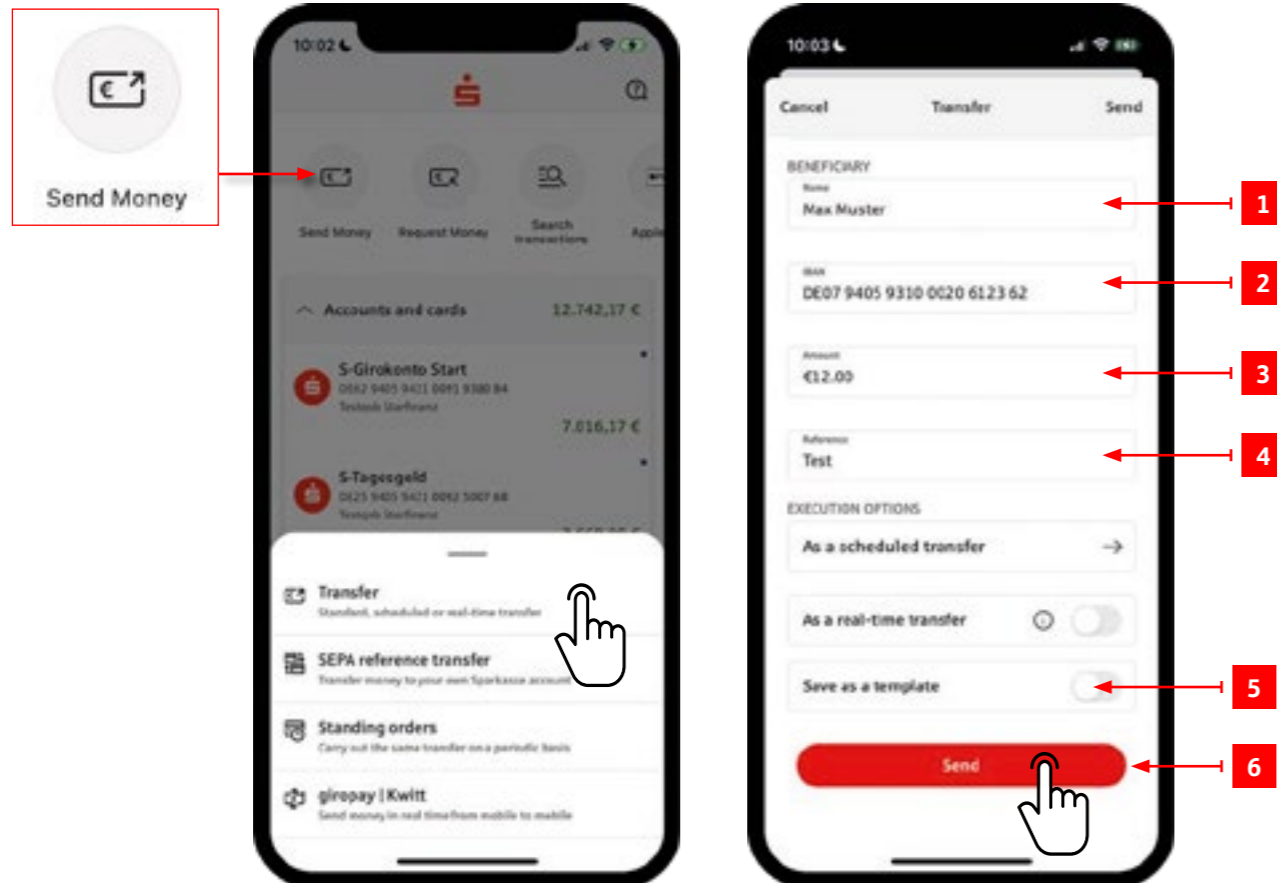 Send Money
10:02
Send Money
Request Money
Search
transactions
Apple
Accounts and cards
12.742,17 €
S-Girokonto Start
7.016,17 €
S-Tagesgeld
Transfer
Standard, scheduled or real-time transfer
SEPA reference transfer
Transfer money to your own Sparkasse account
Standing orders
Carry out the same transfer on a periodic basis
giropay | Kwitt
Send money in real time from mobile to mobile
10:03
Cancel
Transfer
Send
BENEFICIARY
Name
Max Muster
1
IBAN
DE07 9405 9310 0020 6123 62
2
Amount
€12.00
3
Reference
Test
4
EXECUTION OPTIONS
As a scheduled transfer
As a real-time transfer
Save as a template
5
Send
6